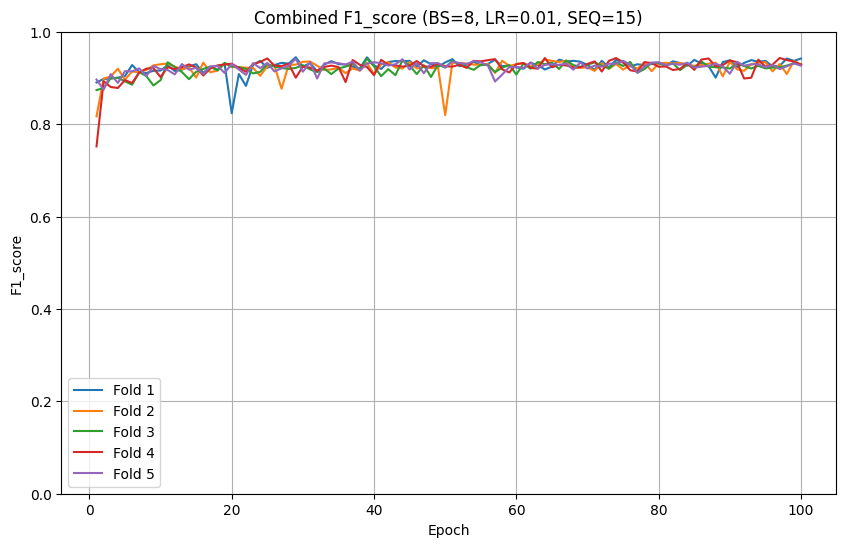 Combined F1_score (BS=8, LR=0.01, SEQ=15)
1.0
0.8
0.6
0.4
0.2
0.0
F1_score
Fold 1
Fold 2
Fold 3
Fold 4
Fold 5
0 20 40 60 80 100
Epoch